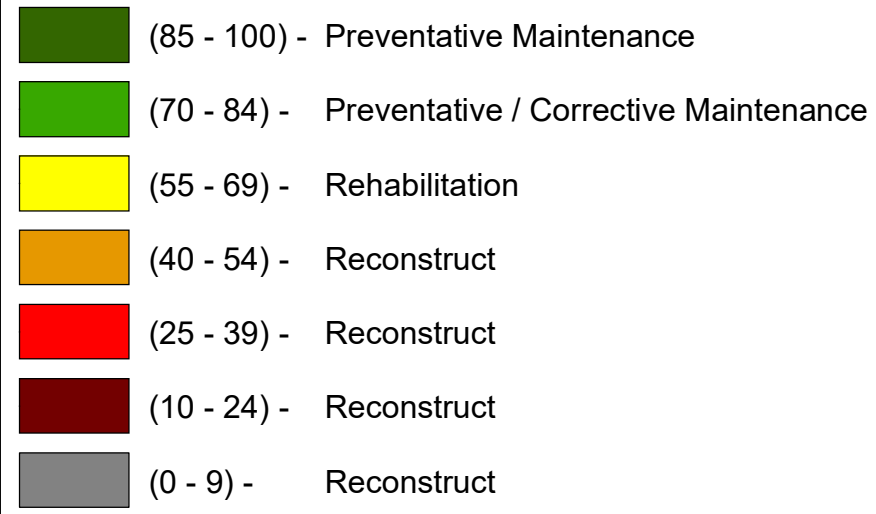 (85 - 100) - Preventative Maintenance
(70 - 84) - Preventative / Corrective Maintenance
(55 - 69) - Rehabilitation
(40 - 54) - Reconstruct
(25 - 39) - Reconstruct
(10 - 24) - Reconstruct
(0 - 9) - Reconstruct